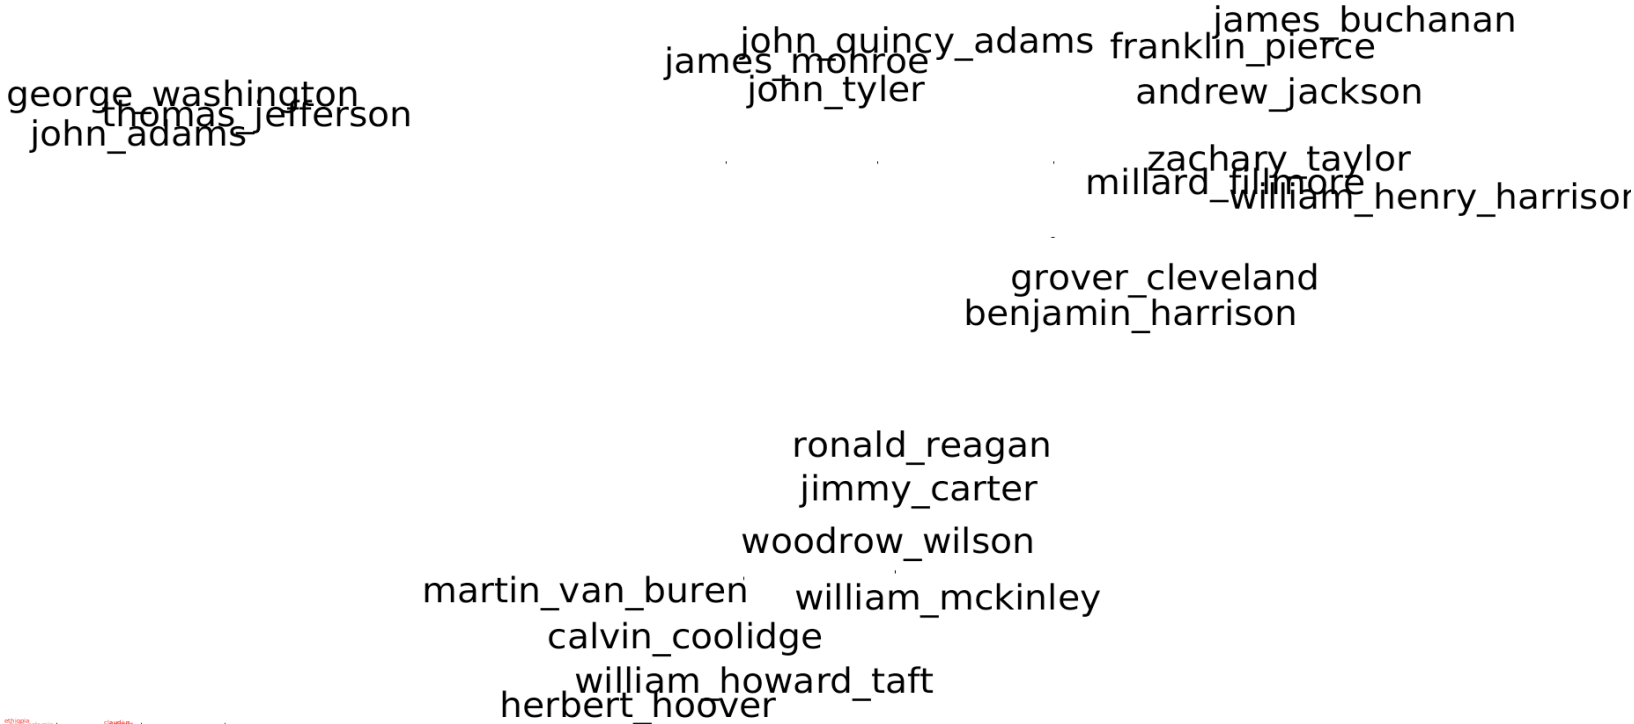 james_buchanan
john_quincy_adams
franklin_pierce
james_monroe
john_tyler
andrew_jackson
george_washington
thomas_jefferson
john_adams
zachary_taylor
millard_fillmore
william_henry_harrison
grover_cleveland
benjamin_harrison
ronald_reagan
jimmy_carter
woodrow_wilson
martin_van_buren
william_mckinley
calvin_coolidge
william_howard_taft
herbert_hoover